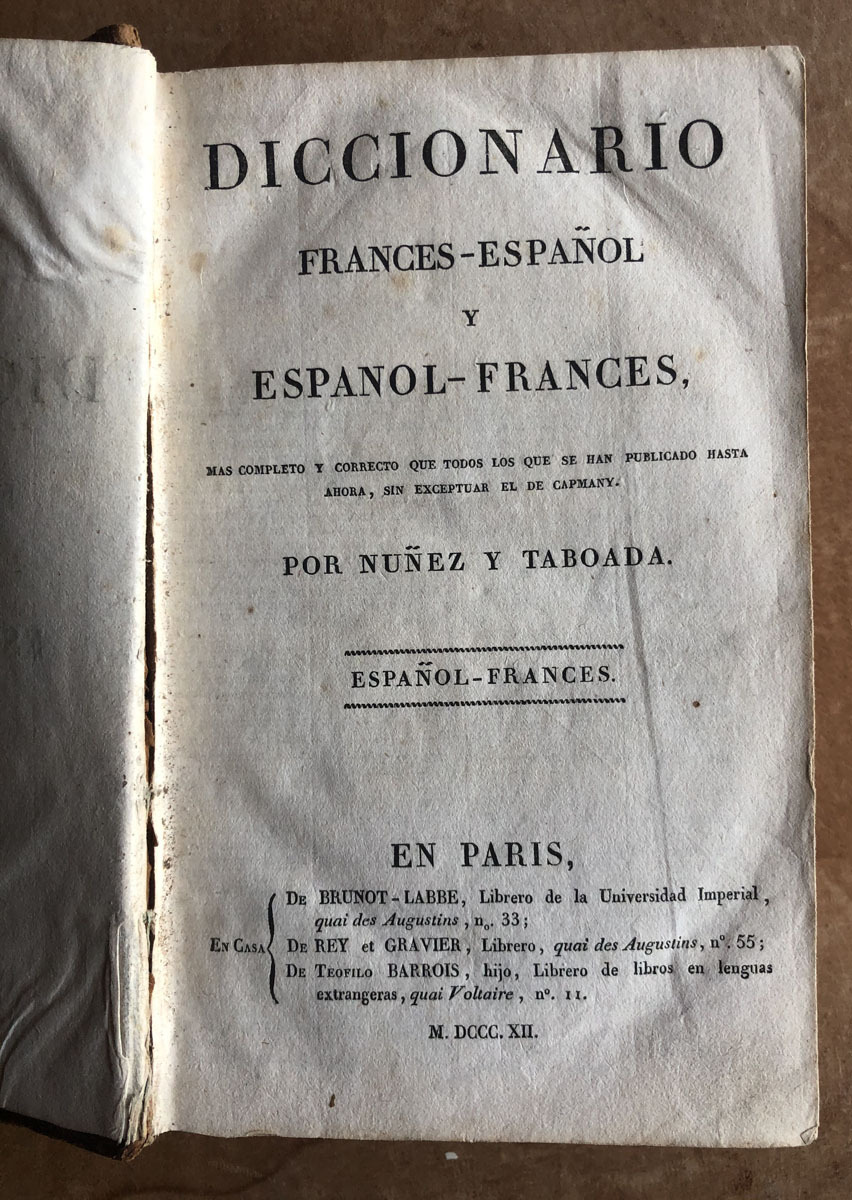 DICCIONARIO
FRANCES-ESPAÑOL
Y
ESPANOL-FRANCES,
MAS COMPLETO Y CORRECTO QUE TODOS LOS QUE SE HAN PUBLICADO HASTA
AHORA, SIN EXCEPTUAR EL DE CAPMANY.
POR NUÑEZ Y TABOADA.
ESPAÑOL-FRANCES.
EN PARIS,
DE BRUNOT-LABBE, Librero de la Universidad Imperial,
quai des Augustins, no. 33;
EN CASA DE REY et GRAVIER, Librero, quai des Augustins, nº. 55;
DE TEOFILO BARROIS, hijo, Librero de libros en lenguas
extrangeras, quai Voltaire, nº. 11.
M. DCCC. XII.